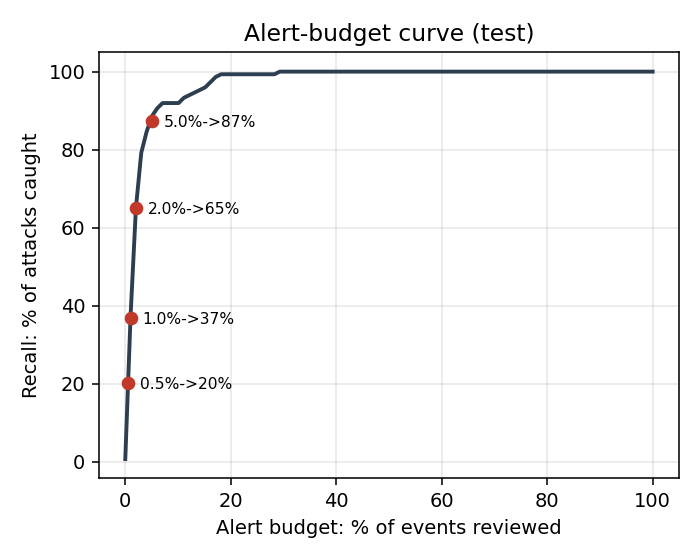 Alert-budget curve (test)
Recall: % of attacks caught
100
80
60
40
20
0
5.0%->87%
2.0%->65%
1.0%->37%
0.5%->20%
0 20 40 60 80 100
Alert budget: % of events reviewed